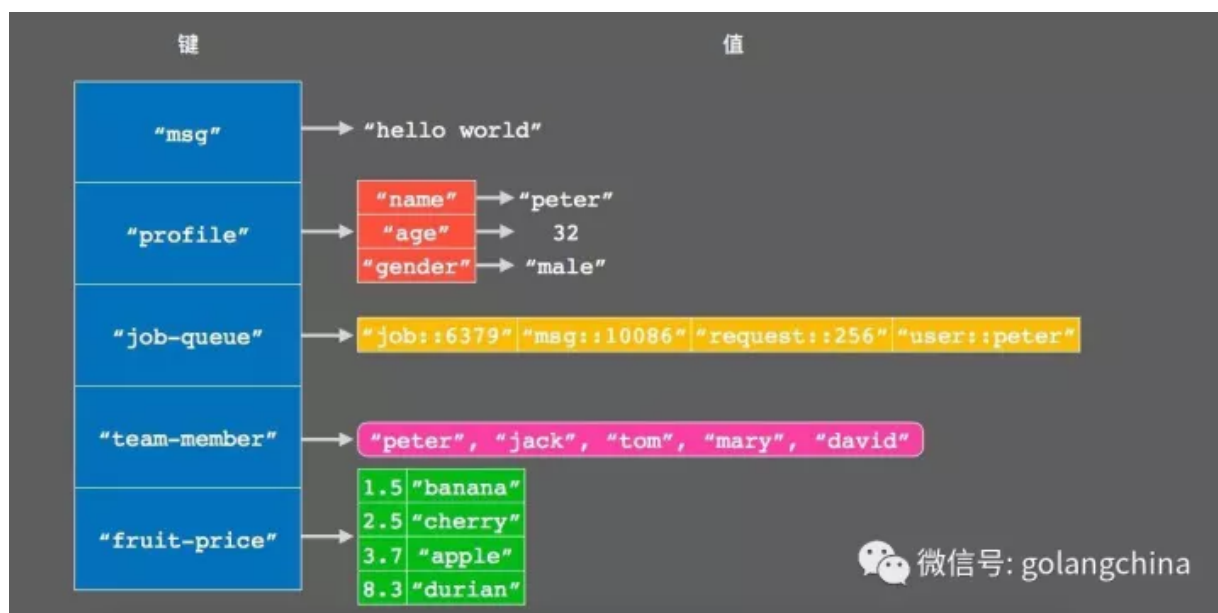 键 值
“msg” “hello world”
“name” “peter”
“profile” “age” 32
“gender” “male”
“job-queue” “job::6379” “msg::10086” “request::256” “user::peter”
“team-member” “peter”, “jack”, “tom”, “mary”, “david”
1.5 “banana”
2.5 “cherry”
“fruit-price”
3.7 “apple”
8.3 “durian”
微信号: golangchina